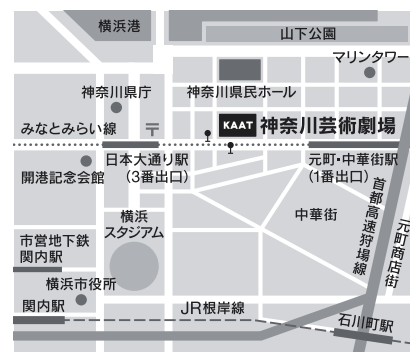 横浜港
山下公園
マリンタワー
神奈川県庁
神奈川県民ホール
みなとみらい線
〒
KAAT 神奈川芸術劇場
日本大通り駅
（3番出口）
元町・中華街駅
（1番出口）
開港記念会館
首都高速狩場線
元町商店街
横浜
スタジアム
中華街
市営地下鉄
関内駅
横浜市役所
関内駅
JR根岸線
石川町駅